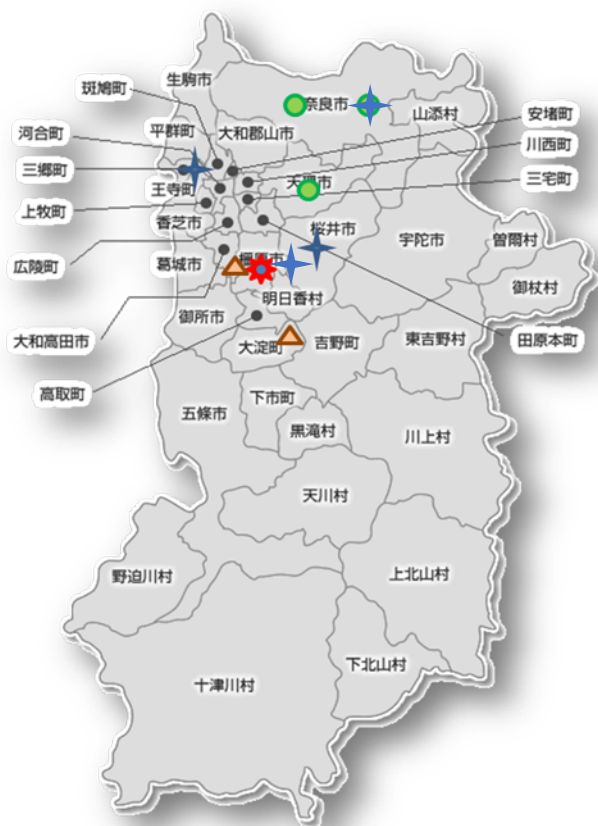 生駒市
斑鳩町
奈良市
山添村
安堵町
河合町
平群町
大和郡山市
川西町
三郷町
三宅町
王寺町
天理市
上牧町
香芝市
桜井市
宇陀市
曽爾村
広陵町
葛城市
橿原市
御杖村
明日香村
御所市
大和高田市
大淀町
吉野町
東吉野村
田原本町
高取町
下市町
五條市
黒滝村
川上村
天川村
野迫川村
上北山村
下北山村
十津川村